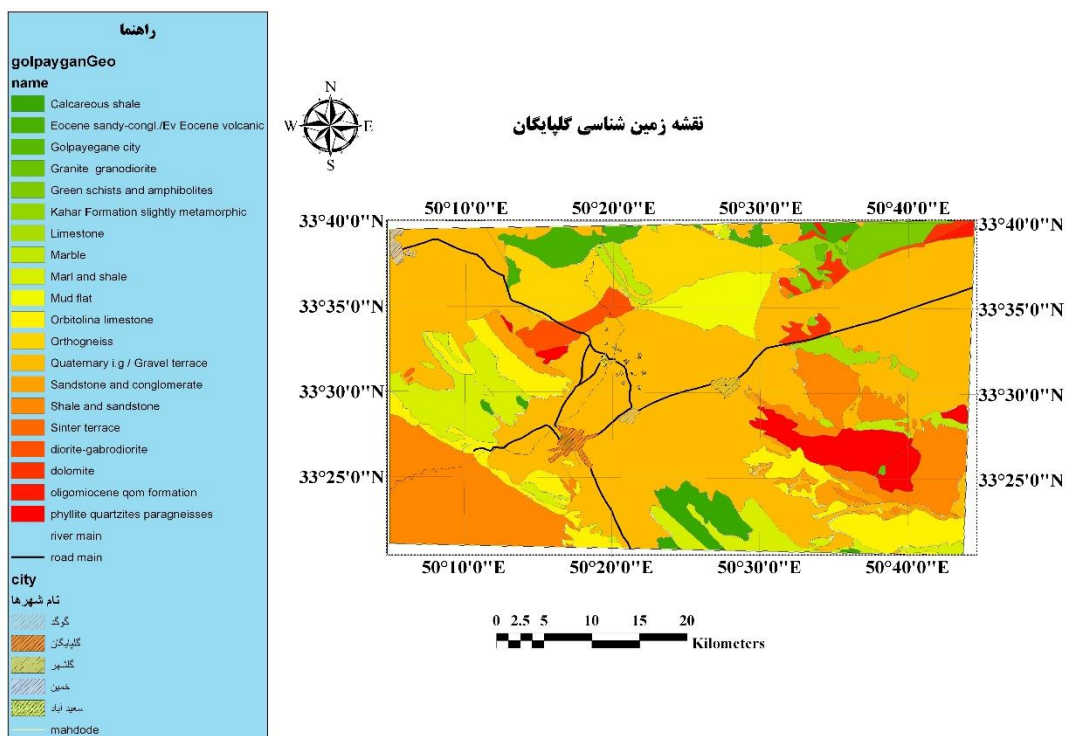 راهنما
golpayganGeo
name
Calcareous shale
Eocene sandy-congl./Ev Eocene volcanic
Golpayegane city
Granite granodiorite
Green schists and amphibolites
Kahar Formation slightly metamorphic
Limestone
Marble
Marl and shale
Mud flat
Orbitolina limestone
Orthogneiss
Quaternary i.g / Gravel terrace
Sandstone and conglomerate
Shale and sandstone
Sinter terrace
diorite-gabrodiorite
dolomite
oligomiocene qom formation
phyllite quartzites paragneisses
river main
road main
city
نام شهرها
گوگد
گلپایگان
گلشهر
خمین
سعید آباد
mahdode
N
W E
S
نقشه زمین شناسی گلپایگان
50°10'0"E 50°20'0"E 50°30'0"E 50°40'0"E
33°40'0"N 33°40'0"N
33°35'0"N 33°35'0"N
33°30'0"N 33°30'0"N
33°25'0"N 33°25'0"N
50°10'0"E 50°20'0"E 50°30'0"E 50°40'0"E
0 2.5 5 10 15 20
Kilometers